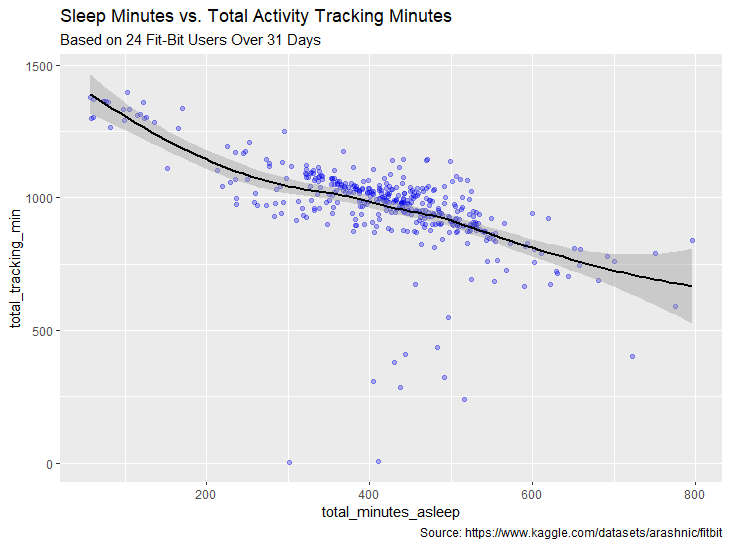 Sleep Minutes vs. Total Activity Tracking Minutes
Based on 24 Fit-Bit Users Over 31 Days
1500
1000
500
0
total_tracking_min
200
400
600
800
total_minutes_asleep
Source: https://www.kaggle.com/datasets/arashnic/fitbit